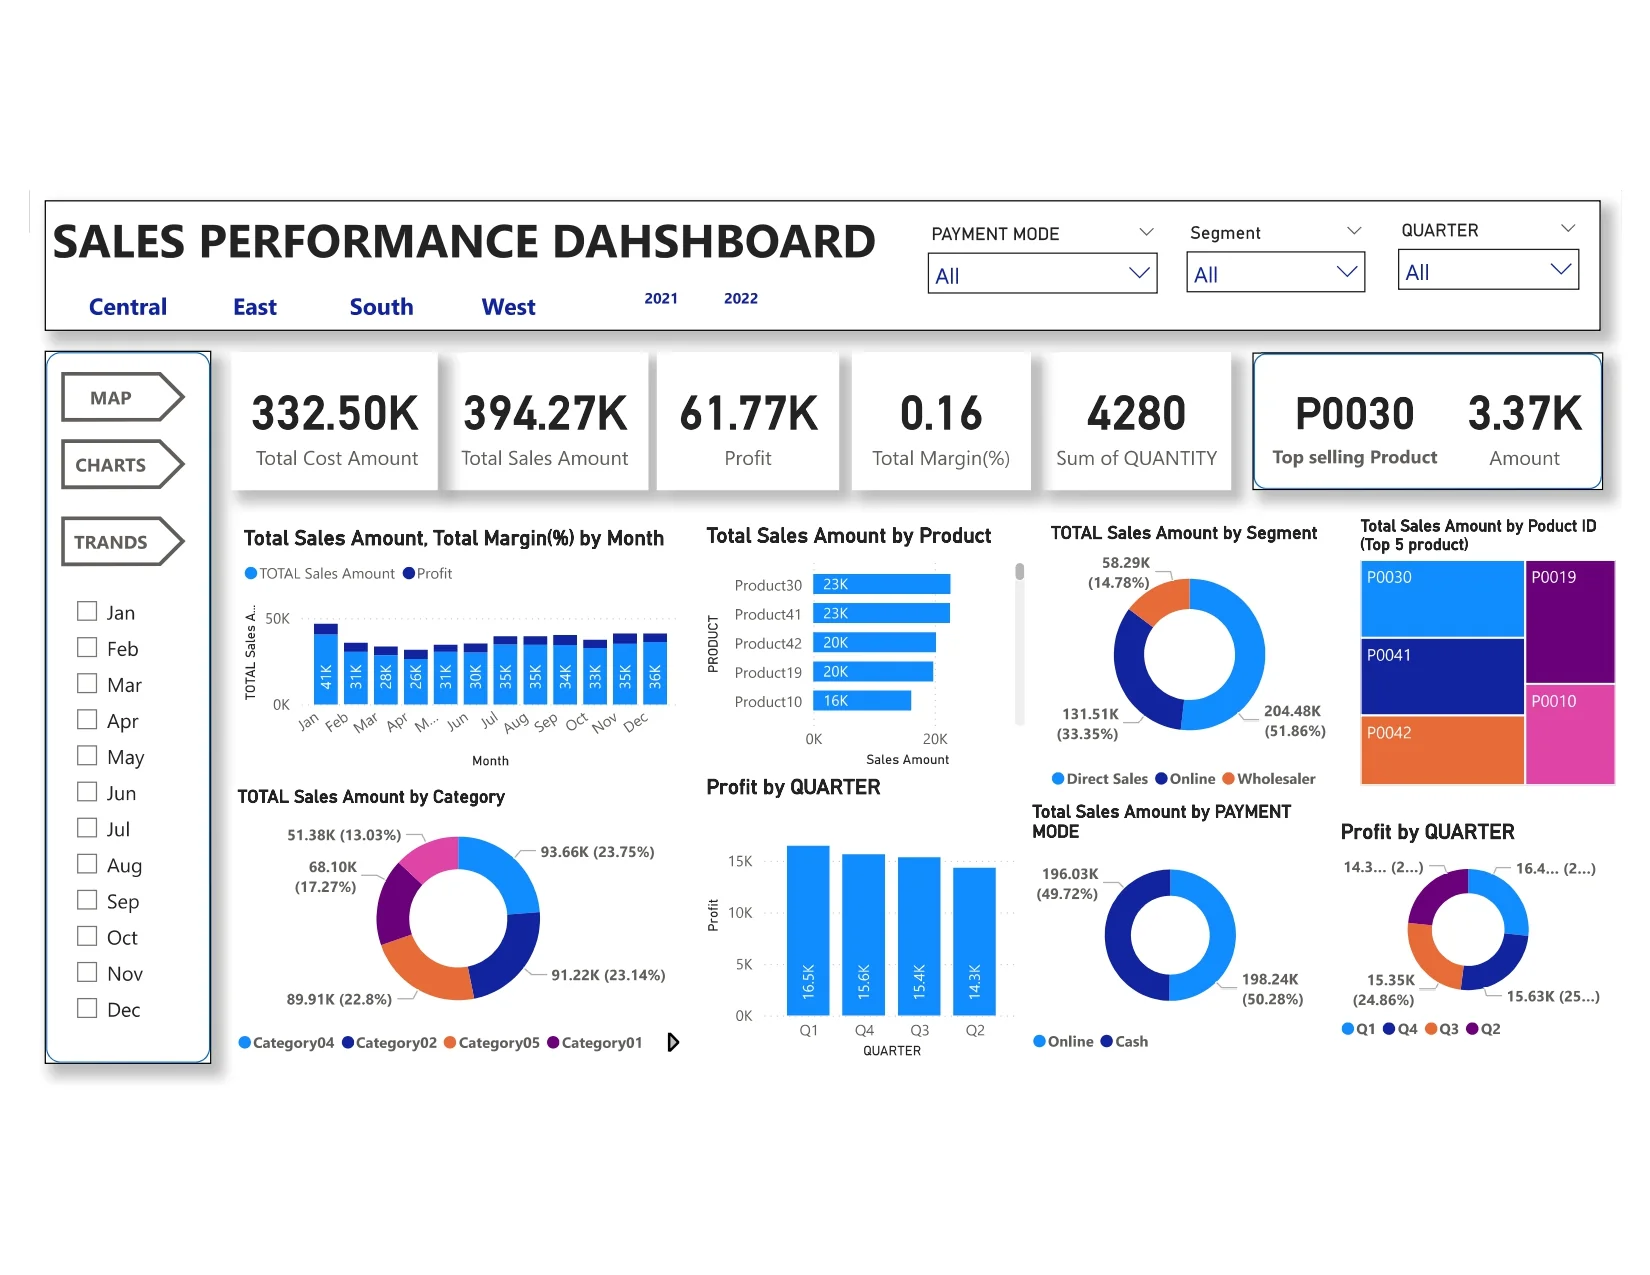 SALES PERFORMANCE DAHSHBOARD
Central East South West 2021 2022
PAYMENT MODE
All
Segment
All
QUARTER
All
MAP
CHARTS
TRANDS
Jan
Feb
Mar
Apr
May
Jun
Jul
Aug
Sep
Oct
Nov
Dec
332.50K
Total Cost Amount
394.27K
Total Sales Amount
61.77K
Profit
0.16
Total Margin(%)
4280
Sum of QUANTITY
P0030
Top selling Product
3.37K
Amount
Total Sales Amount, Total Margin(%) by Month
TOTAL Sales Amount Profit
TOTAL Sales A...
50K
0K
41K 31K 28K 26K 31K 30K 35K 35K 34K 33K 35K 36K
Jan Feb Mar Apr M... Jun Jul Aug Sep Oct Nov Dec
Month
Total Sales Amount by Product
PRODUCT
Product30 23K
Product41 23K
Product42 20K
Product19 20K
Product10 16K
0K 20K
Sales Amount
TOTAL Sales Amount by Segment
58.29K
(14.78%)
131.51K
(33.35%)
204.48K
(51.86%)
Direct Sales Online Wholesaler
Total Sales Amount by Poduct ID
(Top 5 product)
P0030
P0041
P0042
P0019
P0010
TOTAL Sales Amount by Category
51.38K (13.03%)
68.10K
(17.27%)
93.66K (23.75%)
91.22K (23.14%)
89.91K (22.8%)
Category04 Category02 Category05 Category01
Profit by QUARTER
Profit
15K
10K
5K
0K
16.5K 15.6K 15.4K 14.3K
Q1 Q4 Q3 Q2
QUARTER
Total Sales Amount by PAYMENT
MODE
196.03K
(49.72%)
198.24K
(50.28%)
Online Cash
Profit by QUARTER
14.3... (2...)
16.4... (2...)
15.35K
(24.86%)
15.63K (25...)
Q1 Q4 Q3 Q2